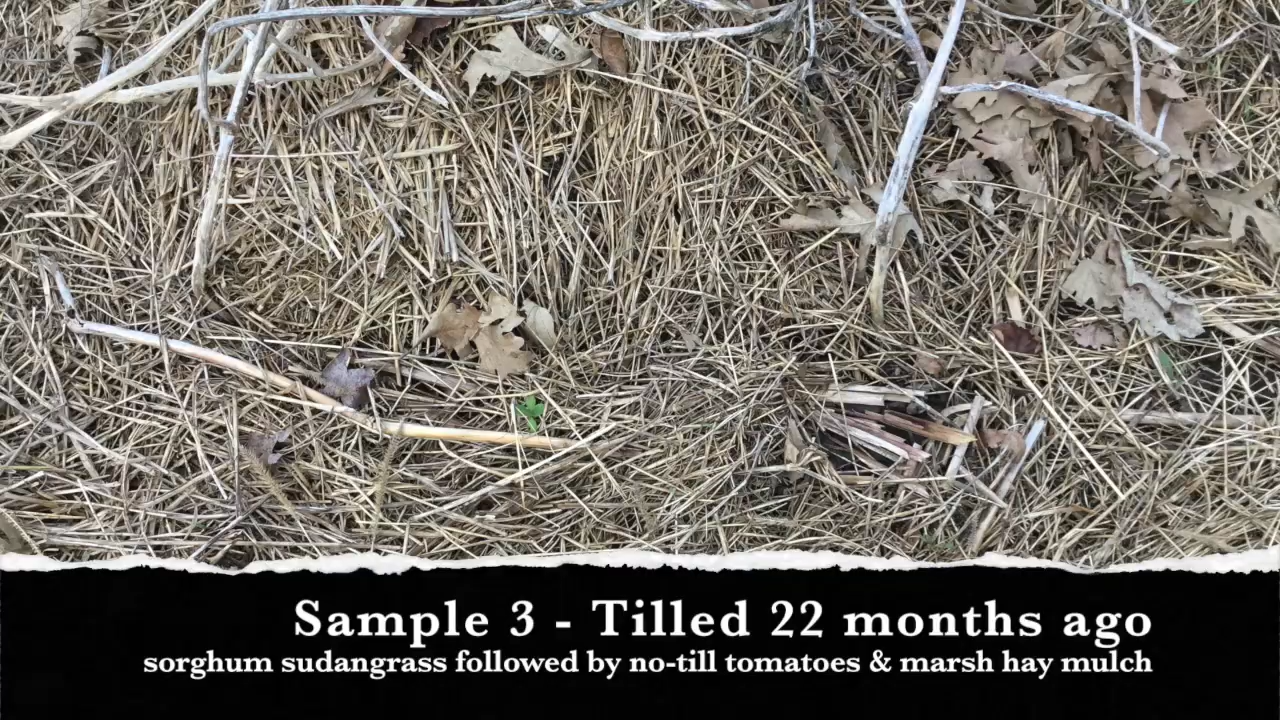 Sample 3 - Tilled 22 months ago
sorghum sudangrass followed by no-till tomatoes & marsh hay mulch